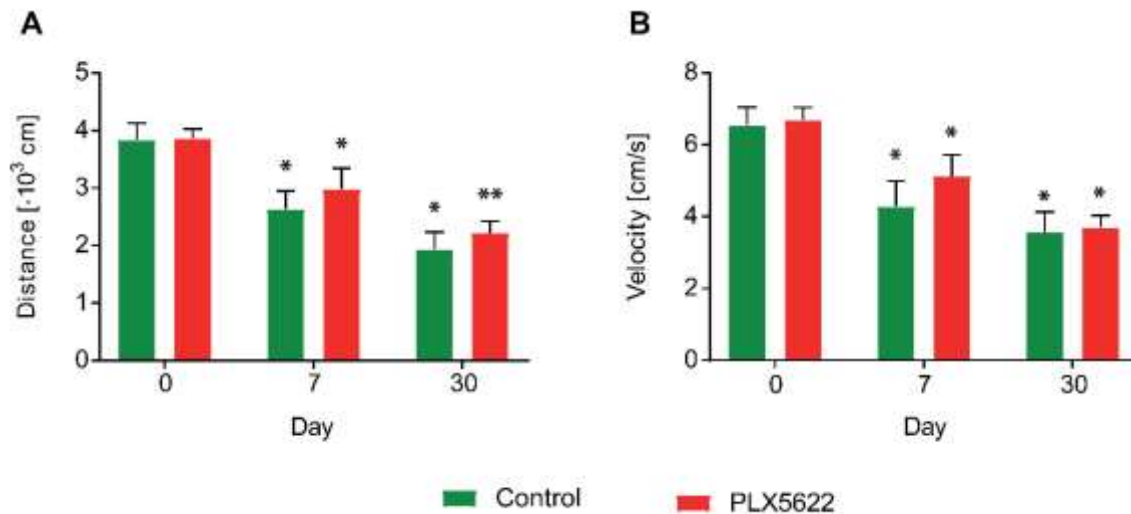 A
B
Distance [·10³ cm]
5
4
3
2
1
0
* * * **
0 7 30
Day
Velocity [cm/s]
8
6
4
2
0
* * * *
0 7 30
Day
Control PLX5622